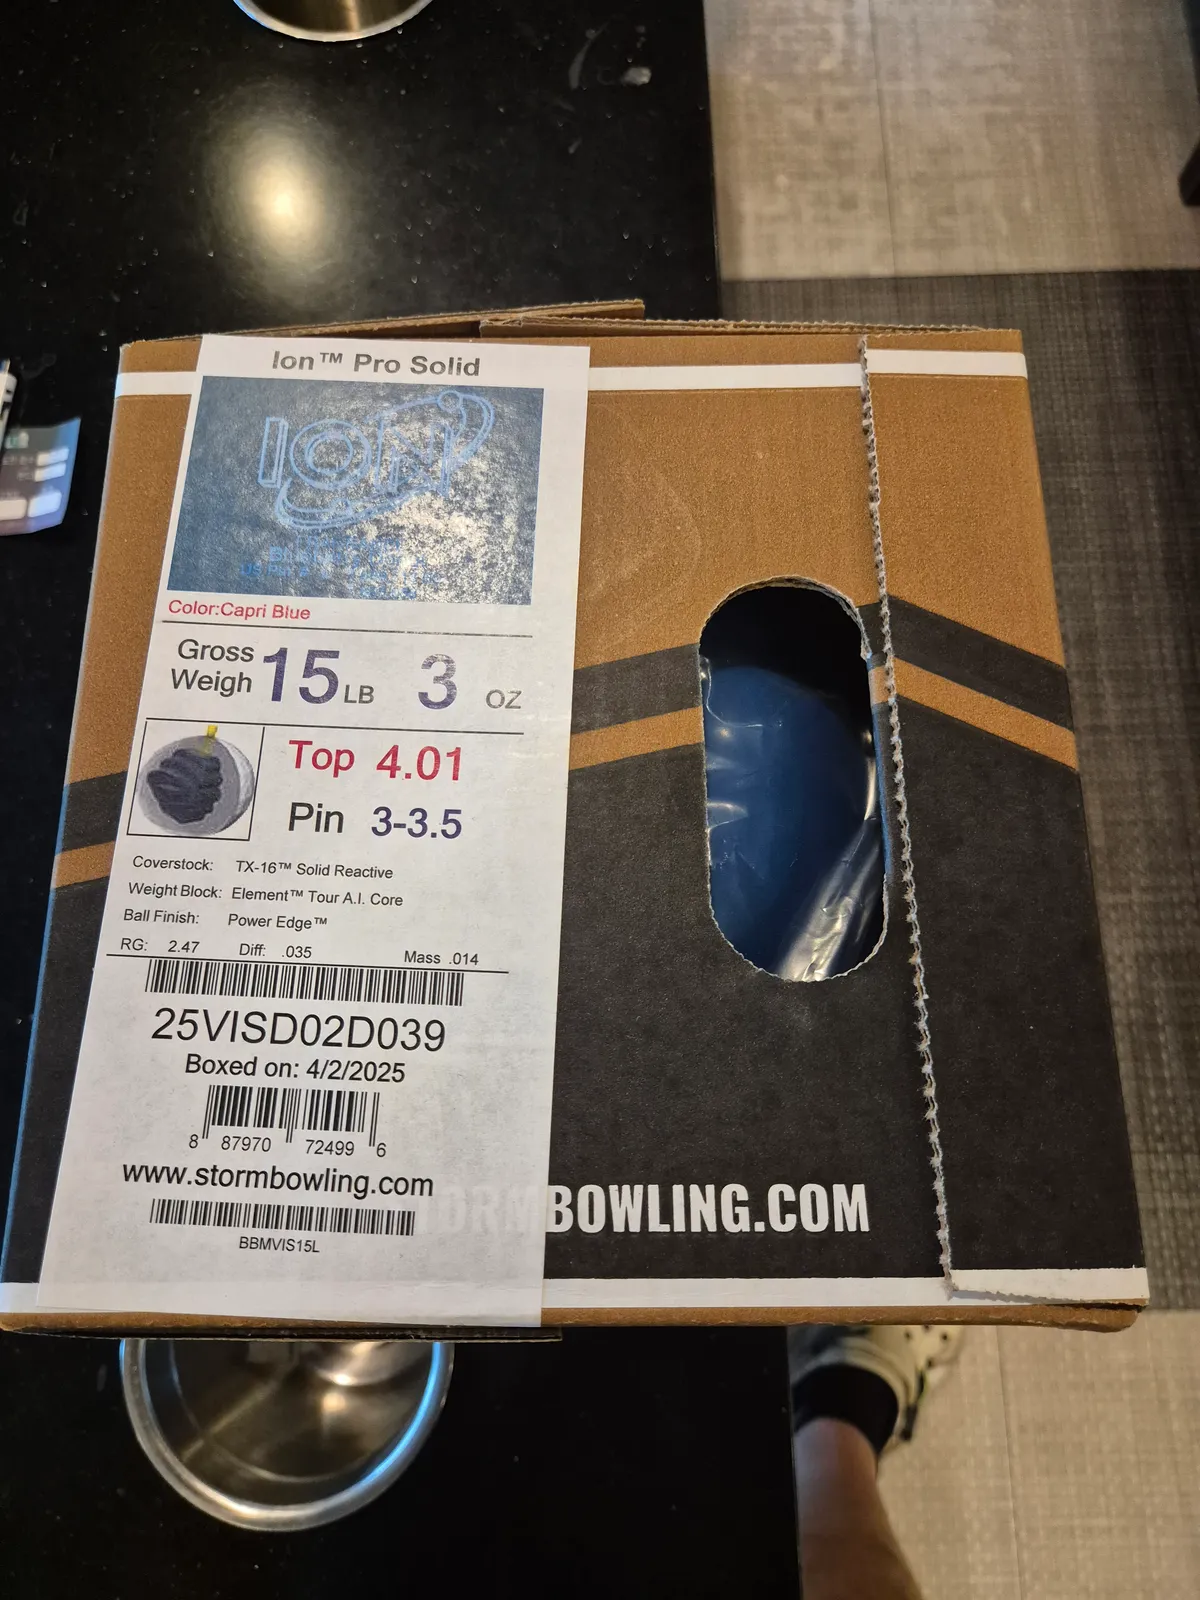 Ion™ Pro Solid
ION
Color:Capri Blue
Gross
Weigh 15 LB 3 oz
Top 4.01
Pin 3-3.5
Coverstock: TX-16™ Solid Reactive
Weight Block: Element™ Tour A.I. Core
Ball Finish: Power Edge™
RG: 2.47 Diff: .035 Mass .014
25VISD02D039
Boxed on: 4/2/2025
8 87970 72499 6
www.stormbowling.com
BBMVIS15L
STORMBOWLING.COM